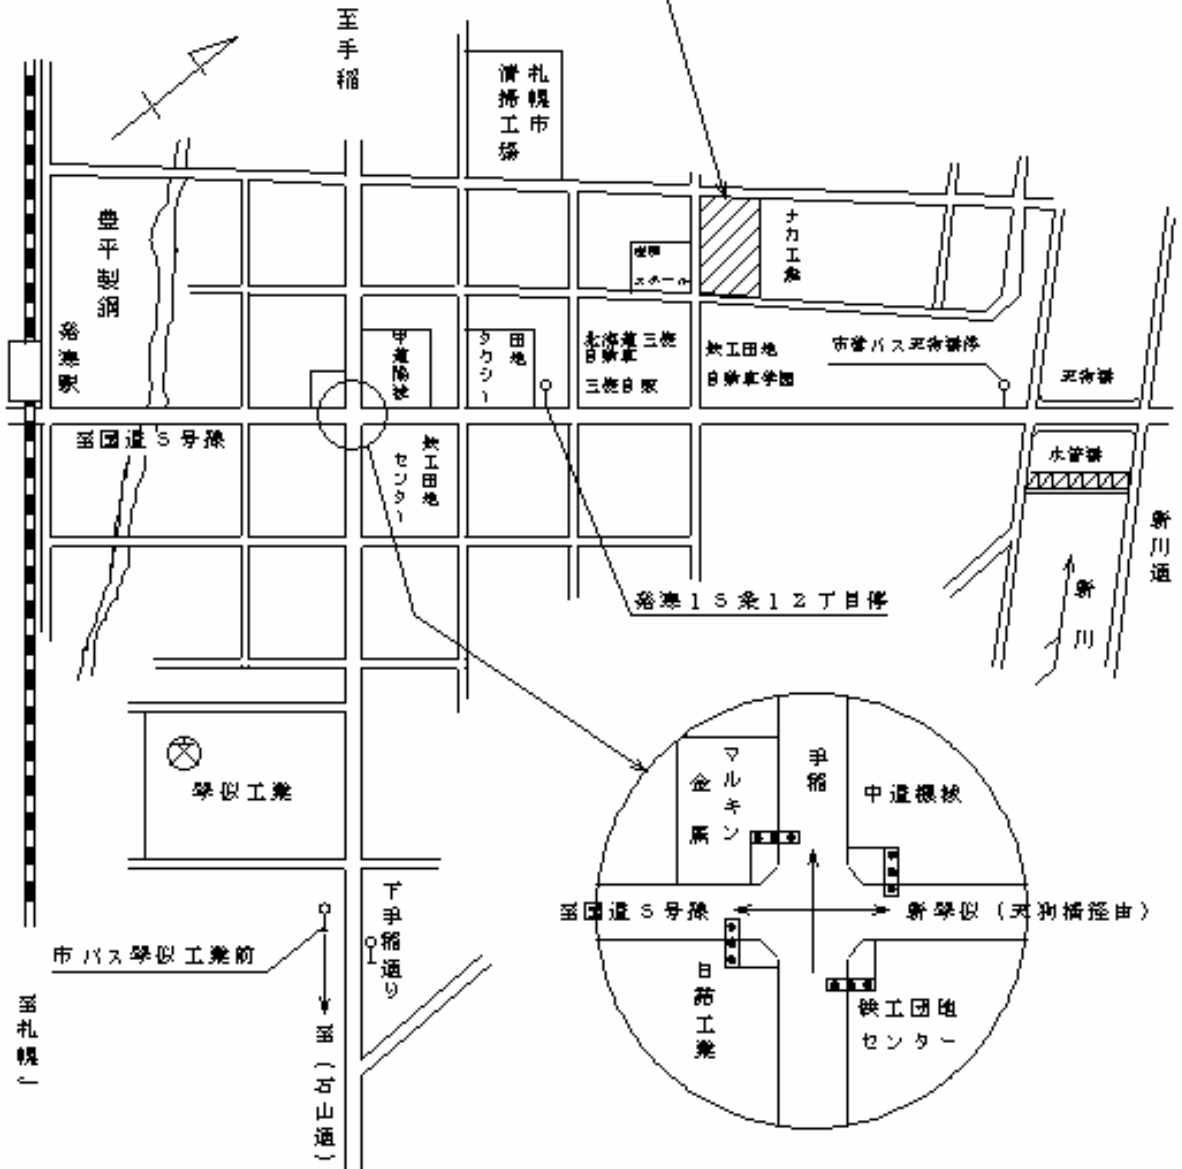 至手稲
札幌市
清掃工場
豊平製鋼
発寒駅
ナカエ業
スチール
中道機械
団地
タクシー
北海道三菱
自動車
三菱自販
鉄工団地
自動車学園
市営バス天狗橋停
天狗橋
至国道5号線
鉄工団地
センター
水管橋
新川通
新川
発寒15条12丁目停
琴似工業
下手稲通り
市バス琴似工業前
至札幌
至(石山通)
マルキン
金属
手稲
中道機械
至国道5号線
新琴似(天狗橋経由)
工業
鉄工団地
センター